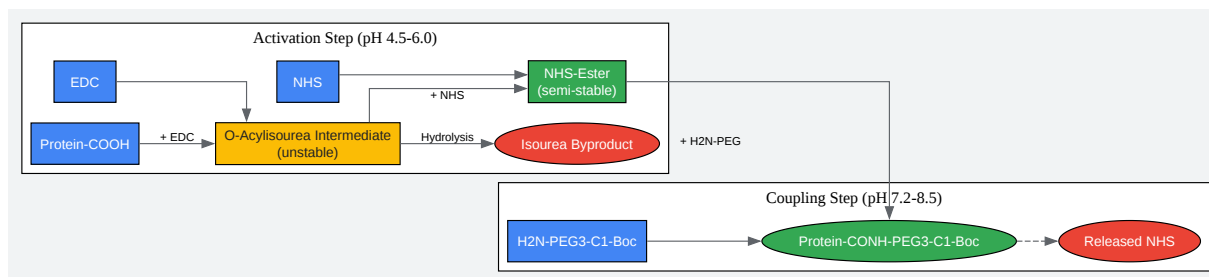 Activation Step (pH 4.5-6.0)
EDC
NHS
NHS-Ester
(semi-stable)
+ NHS
Protein-COOH
+ EDC
O-Acylisourea Intermediate
(unstable)
Hydrolysis
Isourea Byproduct
+ H2N-PEG
Coupling Step (pH 7.2-8.5)
H2N-PEG3-C1-Boc
Protein-CONH-PEG3-C1-Boc
Released NHS